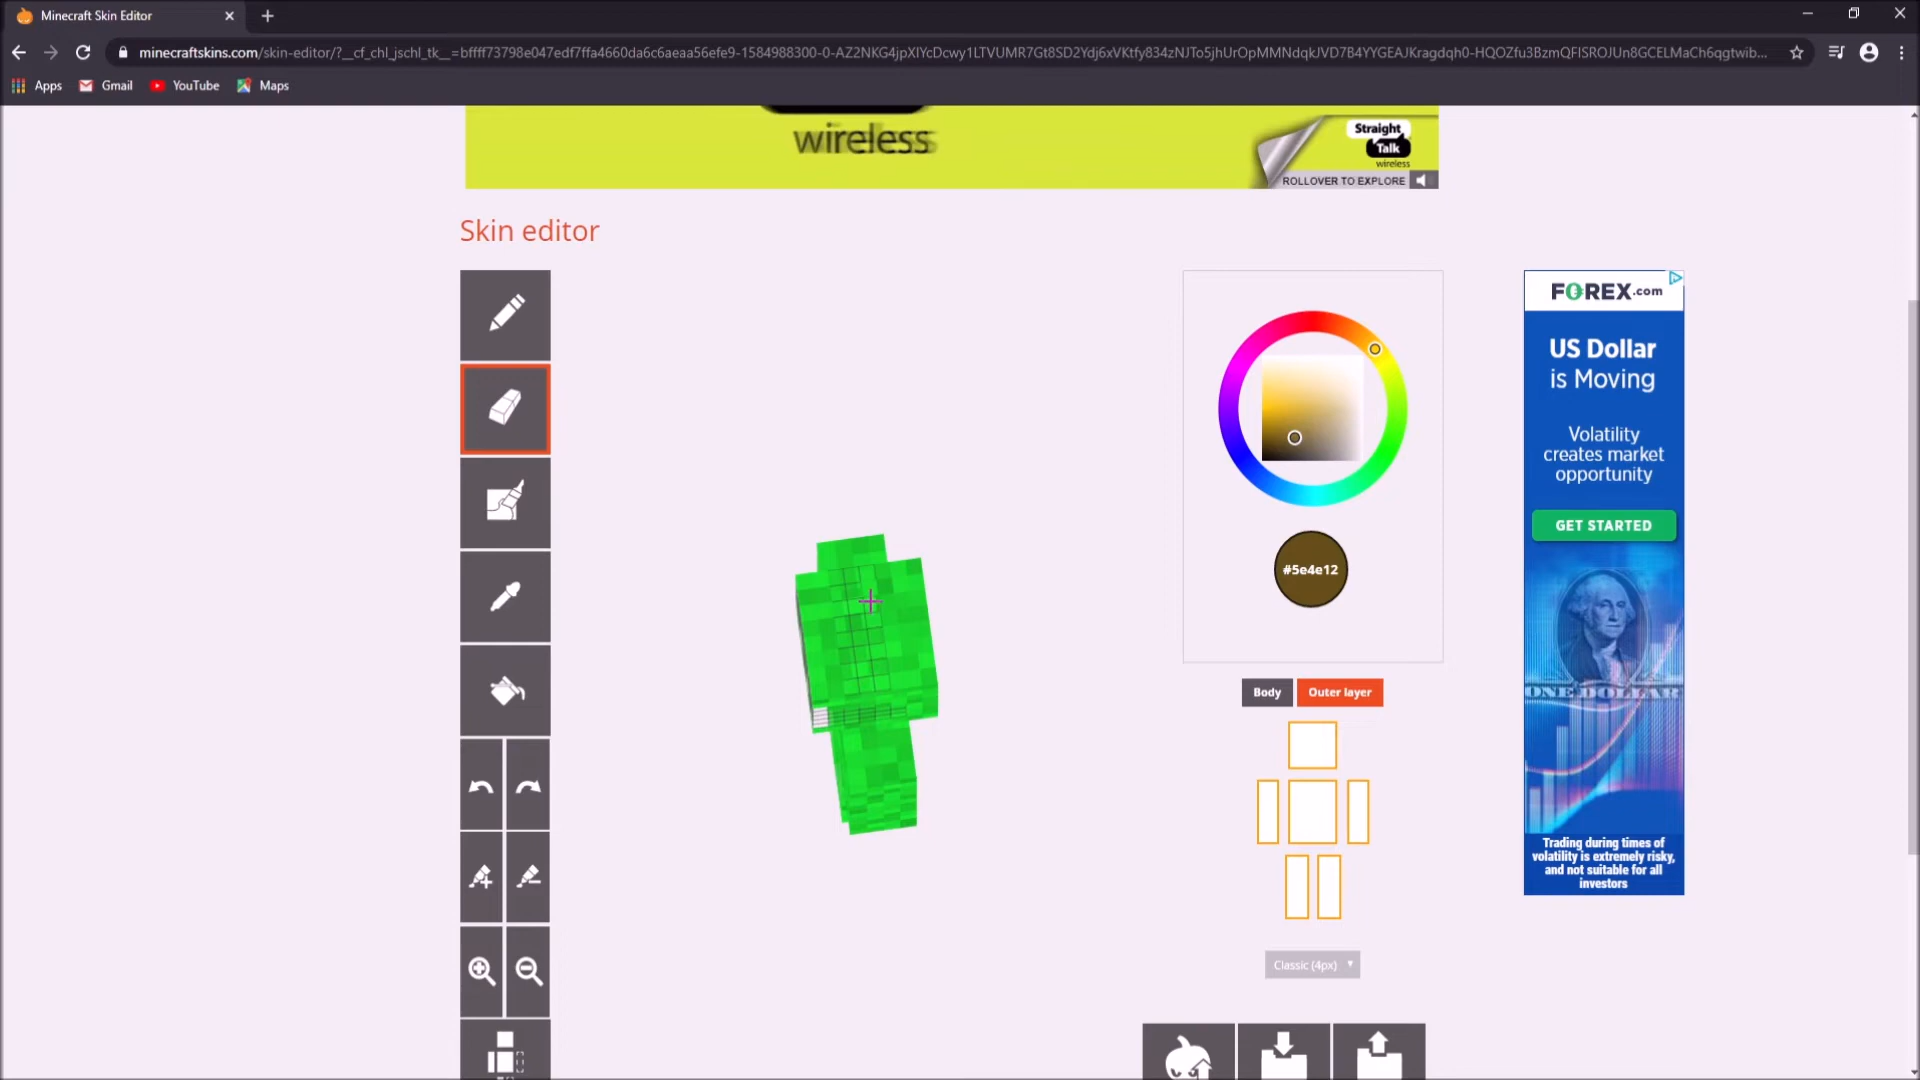 Minecraft Skin Editor
minecraftskins.com/skin-editor/?__cf_chl_jschl_tk__=bffff73798e047edf7ffa4660da6c6aeaa56efe9-1584988300-0-AZ2NKG4jpXIYcDcwy1LTVUMR7Gt8SD2Ydj6xVKtfy834zNJTo5jhUrOpMMNdqkJVD7B4YYGEAJKragdqh0-HQOZfu3BzmQFISROJUn8GCELMaCh6qgtwib...
Apps Gmail YouTube Maps
wireless
Straight
Talk
wireless
ROLLOVER TO EXPLORE
Skin editor
#5e4e12
Body Outer layer
Classic (4px)
FOREX.com
US Dollar
is Moving
Volatility
creates market
opportunity
GET STARTED
ONE DOLLAR
Trading during times of
volatility is extremely risky,
and not suitable for all
investors